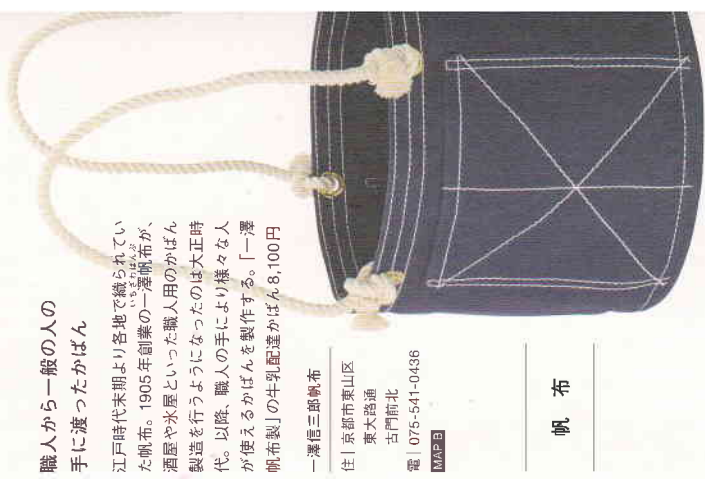 職人から一般の人の
手に渡ったかばん
江戸時代末期より各地で織られてい
いちざわはんぷ
た帆布。1905年創業の一澤帆布が、
酒屋や氷屋といった職人用のかばん
製造を行うようになったのは大正時
代。以降、職人の手により様々な人
が使えるかばんを製作する。「一澤
帆布製」の牛乳配達かばん8,100円
一澤信三郎帆布
住｜京都市東山区
東大路通
古門前北
電｜075-541-0436
MAP B
帆布